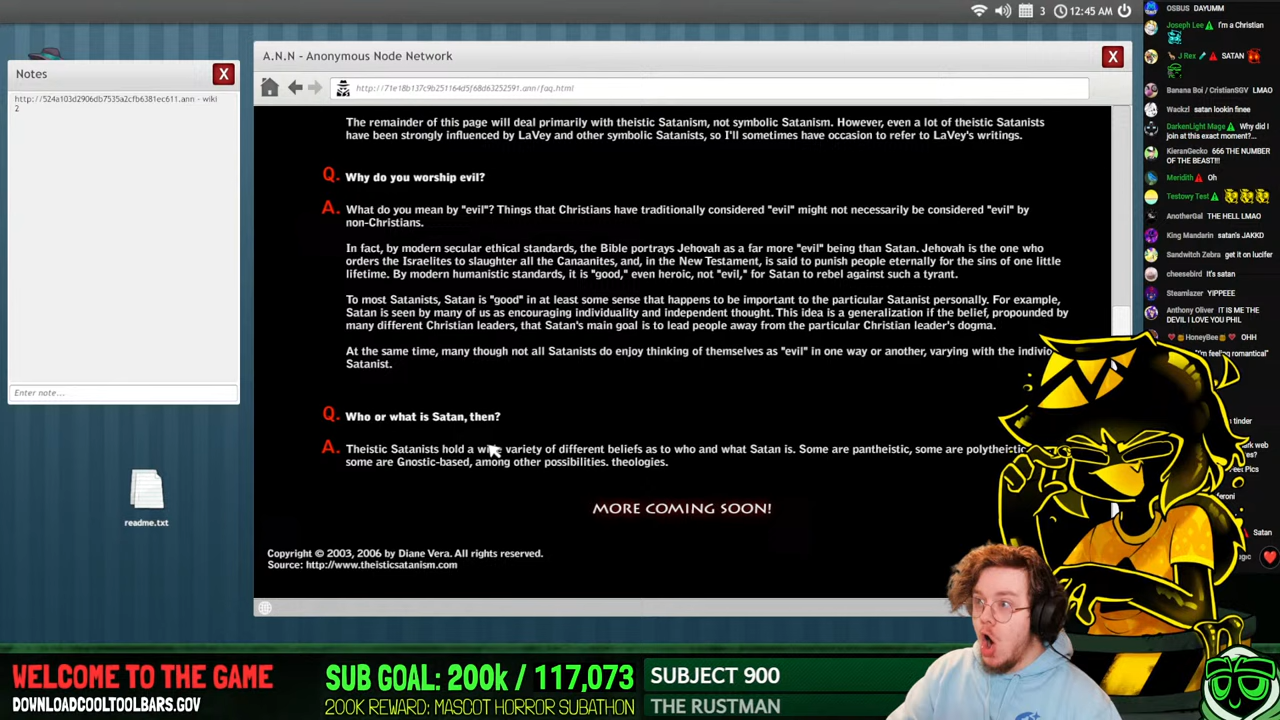 3
12:45 AM
Notes
X
http://524a103d2906db7535a2cfb6381ec611.ann - wiki
2
Enter note...
readme.txt
A.N.N - Anonymous Node Network
X
http://71e18b137c9b251164d5f68d63252591.ann/faq.html
The remainder of this page will deal primarily with theistic Satanism, not symbolic Satanism. However, even a lot of theistic Satanists
have been strongly influenced by LaVey and other symbolic Satanists, so I'll sometimes have occasion to refer to LaVey's writings.
Q. Why do you worship evil?
A. What do you mean by "evil"? Things that Christians have traditionally considered "evil" might not necessarily be considered "evil" by
non-Christians.
In fact, by modern secular ethical standards, the Bible portrays Jehovah as a far more "evil" being than Satan. Jehovah is the one who
orders the Israelites to slaughter all the Canaanites, and, in the New Testament, is said to punish people eternally for the sins of one little
lifetime. By modern humanistic standards, it is "good," even heroic, not "evil," for Satan to rebel against such a tyrant.
To most Satanists, Satan is "good" in at least some sense that happens to be important to the particular Satanist personally. For example,
Satan is seen by many of us as encouraging individuality and independent thought. This idea is a generalization if the belief, propounded by
many different Christian leaders, that Satan's main goal is to lead people away from the particular Christian leader's dogma.
At the same time, many though not all Satanists do enjoy thinking of themselves as "evil" in one way or another, varying with the
Satanist.
Q. Who or what is Satan, then?
A. Theistic Satanists hold a wide variety of different beliefs as to who and what Satan is. Some are pantheistic, some are
some are Gnostic-based, among other possibilities. theologies.
MORE COMING SOON!
Copyright © 2003, 2006 by Diane Vera. All rights reserved.
Source: http://www.theisticsatanism.com
OSBUS DAYUMM
Joseph Lee I'm a Christian
J Rex SATAN
Banana Boi / CristianSGV LMAO
Wackzl satan lookin finee
DarkenLight Mage Why did I
join at this exact moment?...
KieranGecko 666 THE NUMBER
OF THE BEAST!!!
Meridith Oh
Testowy Test
AnotherGal THE HELL LMAO
King Mandarin satan's JAKKD
Sandwitch Zebra get it on lucifer
cheesebird It's satan
Steamlazer YIPPEEE
Anthony Oliver IT IS ME THE
DEVIL I LOVE YOU PHIL
HoneyBee OHH
I'm feeling romantical"
tinder
Pics
Satan
WELCOME TO THE GAME
DOWNLOADCOOLTOOLBARS.GOV
SUB GOAL: 200k / 117,073
200K REWARD: MASCOT HORROR SUBATHON
SUBJECT 900
THE RUSTMAN